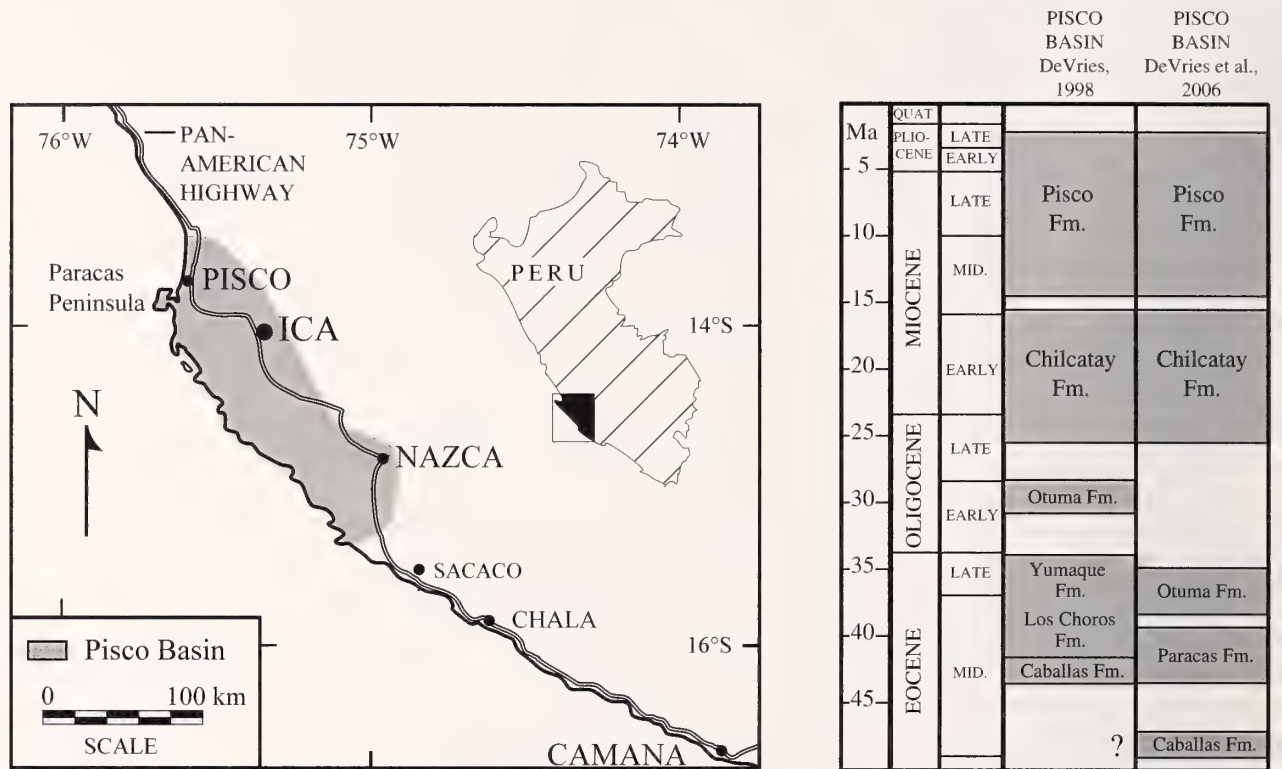 76°W
75°W
74°W
PAN-
AMERICAN
HIGHWAY
Paracas
Peninsula
PISCO
ICA
PERU
14°S
N
NAZCA
SACACO
CHALA
16°S
CAMANA
Pisco Basin
0 100 km
SCALE
PISCO
BASIN
DeVries,
1998
PISCO
BASIN
DeVries et al.,
2006
Ma
5
10
15
20
25
30
35
40
45
QUAT
PLIO-
CENE
MIOCENE
OLIGOCENE
EOCENE
LATE
EARLY
LATE
MID.
EARLY
LATE
EARLY
LATE
MID.
Pisco
Fm.
Chilcatay
Fm.
Otuma Fm.
Yumaque
Fm.
Los Choros
Fm.
Caballas Fm.
?
Pisco
Fm.
Chilcatay
Fm.
Otuma Fm.
Paracas Fm.
Caballas Fm.